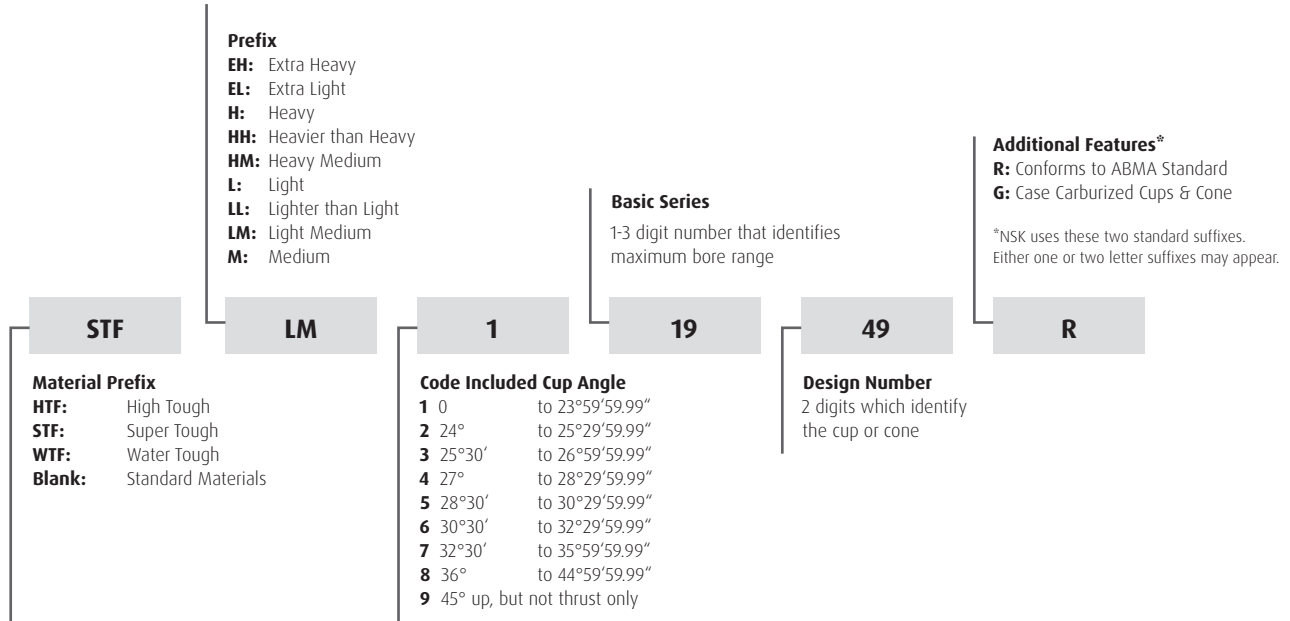 Prefix
EH: Extra Heavy
EL: Extra Light
H: Heavy
HH: Heavier than Heavy
HM: Heavy Medium
L: Light
LL: Lighter than Light
LM: Light Medium
M: Medium
Basic Series
1-3 digit number that identifies
maximum bore range
Additional Features*
R: Conforms to ABMA Standard
G: Case Carburized Cups & Cone
*NSK uses these two standard suffixes.
Either one or two letter suffixes may appear.
STF LM 1 19 49 R
Material Prefix
HTF: High Tough
STF: Super Tough
WTF: Water Tough
Blank: Standard Materials
Code Included Cup Angle
1 0 to 23°59′59.99″
2 24° to 25°29′59.99″
3 25°30′ to 26°59′59.99″
4 27° to 28°29′59.99″
5 28°30′ to 30°29′59.99″
6 30°30′ to 32°29′59.99″
7 32°30′ to 35°59′59.99″
8 36° to 44°59′59.99″
9 45° up, but not thrust only
Design Number
2 digits which identify
the cup or cone